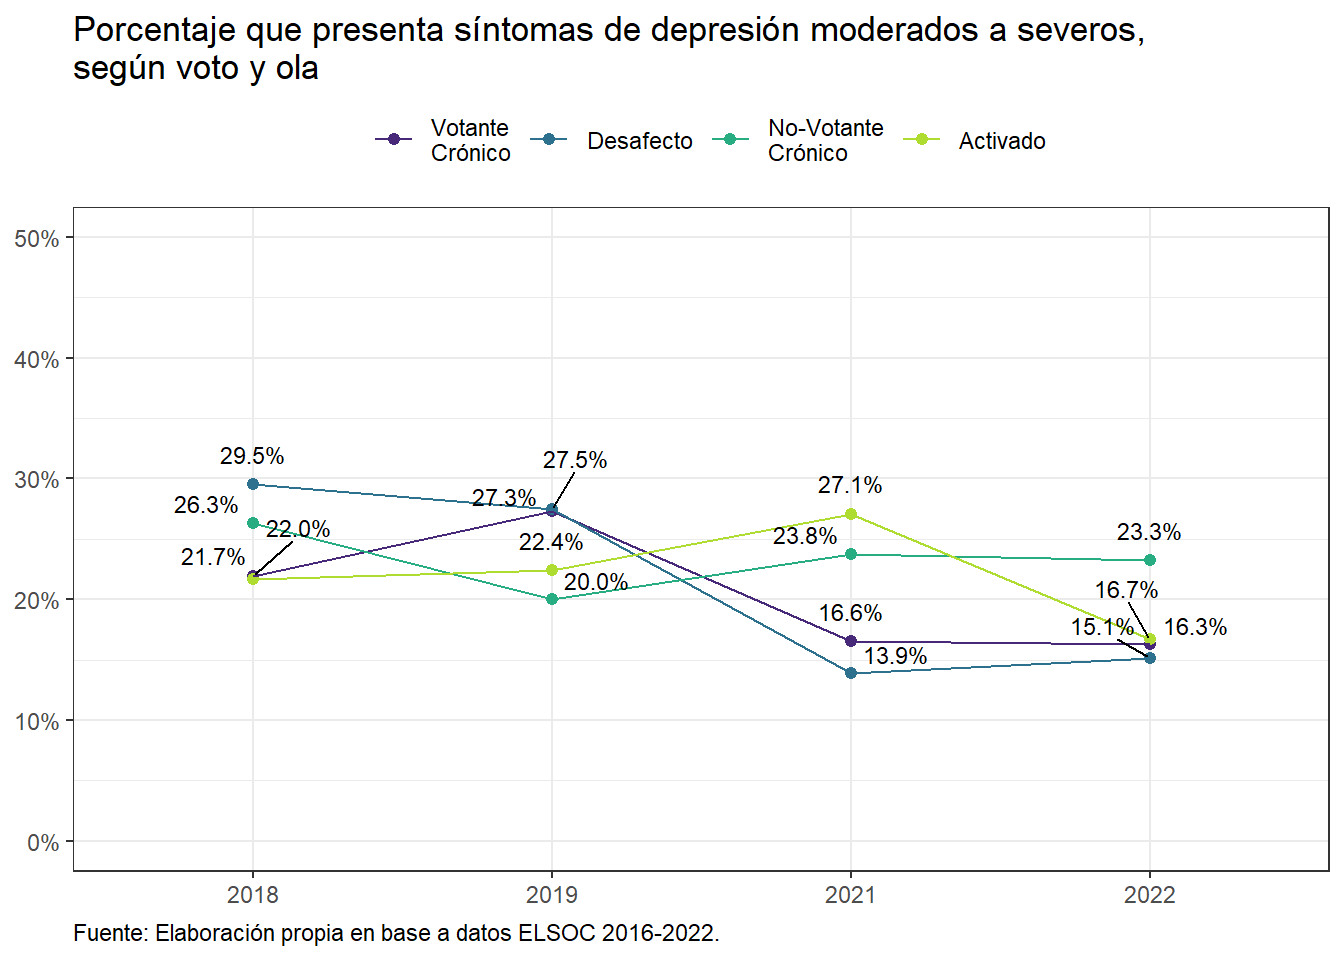 Porcentaje que presenta síntomas de depresión moderados a severos,
según voto y ola
Votante
Crónico
Desafecto
No-Votante
Crónico
Activado
50%
40%
30%
20%
10%
0%
29.5%
26.3%
22.0%
21.7%
27.5%
27.3%
22.4%
20.0%
27.1%
23.8%
16.6%
13.9%
23.3%
16.7%
15.1%
16.3%
2018
2019
2021
2022
Fuente: Elaboración propia en base a datos ELSOC 2016-2022.